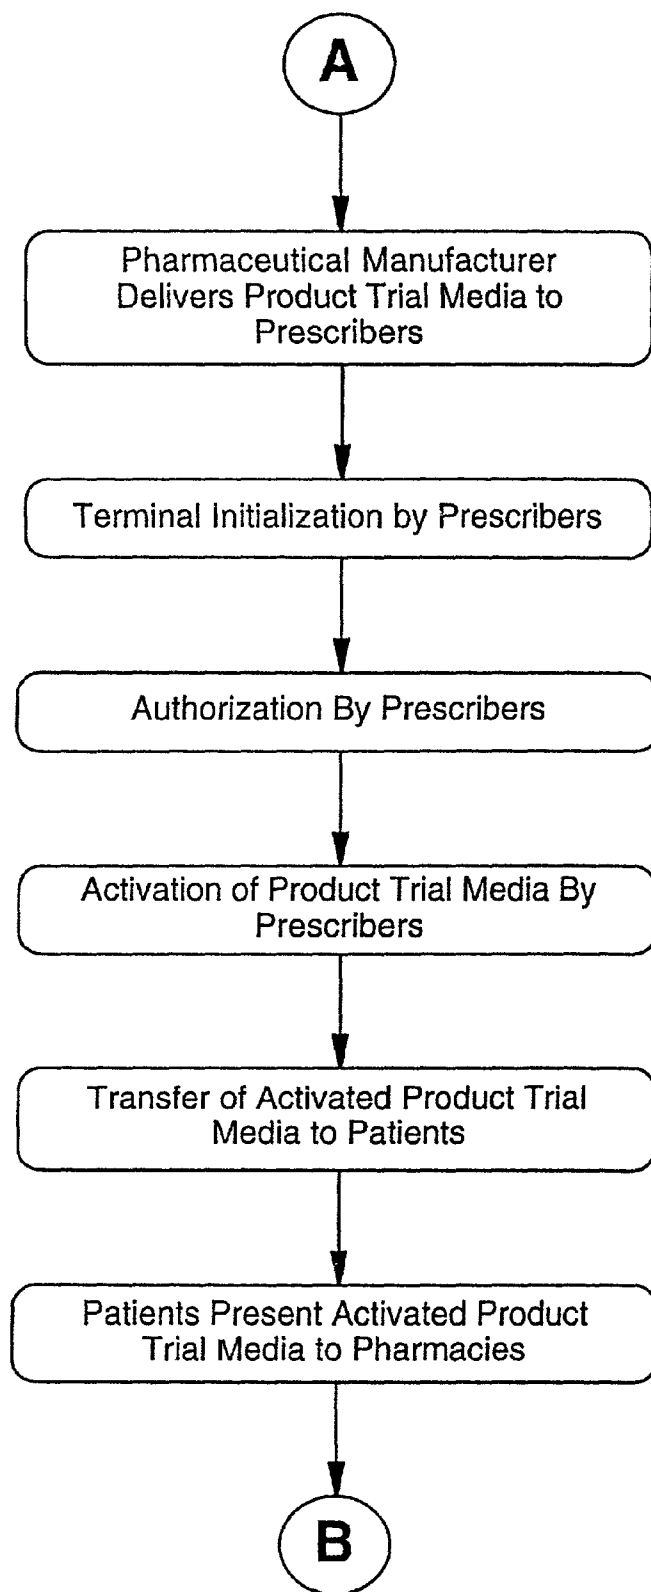 A
Pharmaceutical Manufacturer
Delivers Product Trial Media to
Prescribers
Terminal Initialization by Prescribers
Authorization By Prescribers
Activation of Product Trial Media By
Prescribers
Transfer of Activated Product Trial
Media to Patients
Patients Present Activated Product
Trial Media to Pharmacies
B